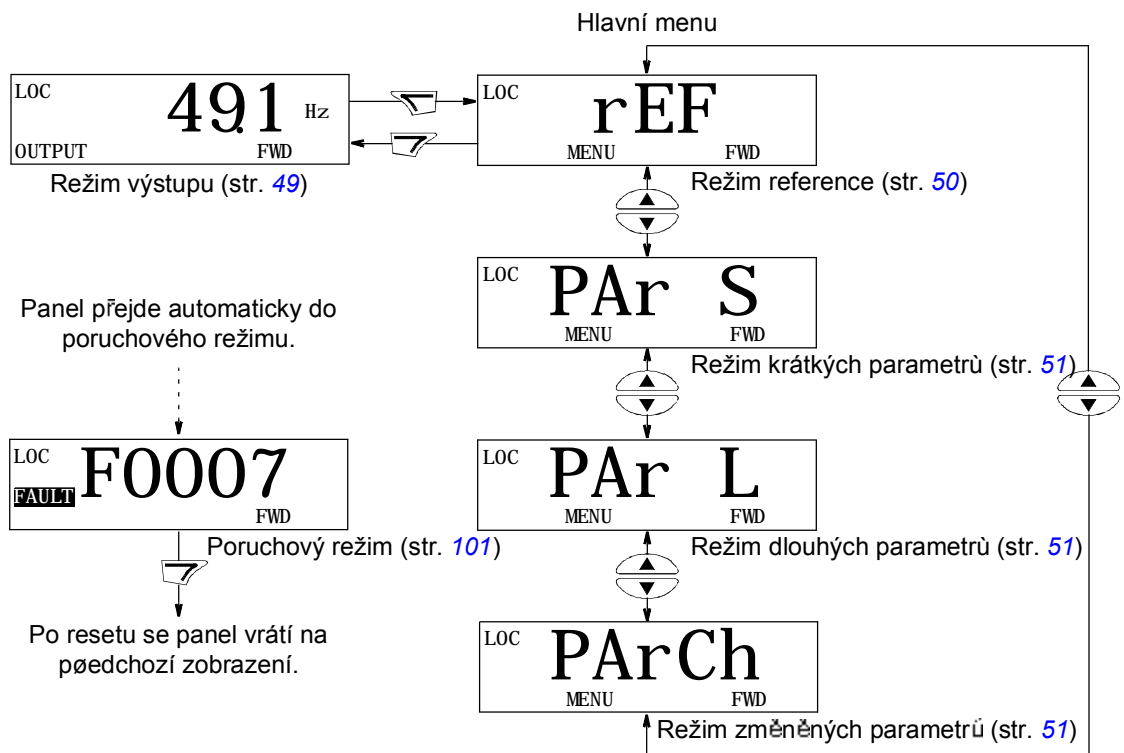 Hlavní menu
LOC
49.1 Hz
OUTPUT FWD
Režim výstupu (str. 49)
LOC
rEF
MENU FWD
Režim reference (str. 50)
LOC
PAr S
MENU FWD
Režim krátkých parametrù (str. 51)
Panel přejde automaticky do
poruchového režimu.
LOC
FAULT
F0007
FWD
Poruchový režim (str. 101)
Po resetu se panel vrátí na
pøedchozí zobrazení.
LOC
PAr L
MENU FWD
Režim dlouhých parametrù (str. 51)
LOC
PArCh
MENU FWD
Režim změněných parametrů (str. 51)